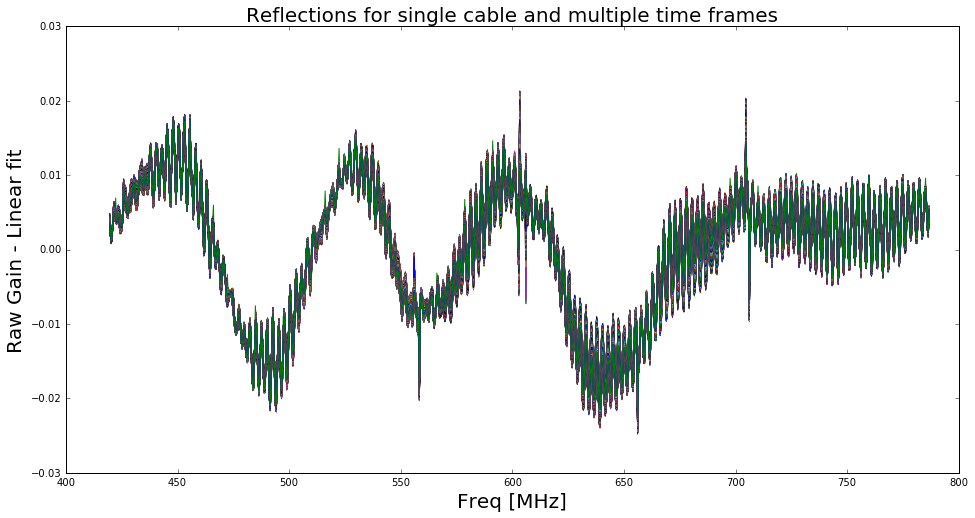 Reflections for single cable and multiple time frames
Raw Gain - Linear fit
0.03
0.02
0.01
0.00
−0.01
−0.02
−0.03
400 450 500 550 600 650 700 750 800
Freq [MHz]